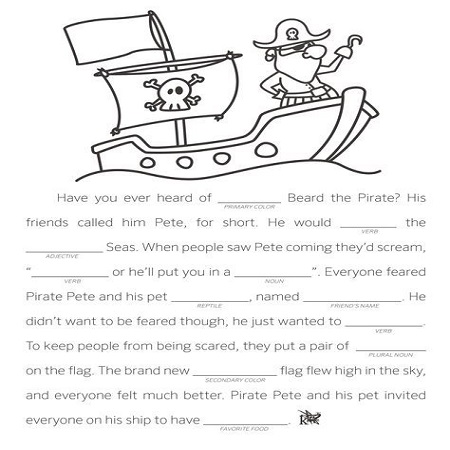 Have you ever heard of __________ Beard the Pirate? His
PRIMARY COLOR
friends called him Pete, for short. He would ________ the
VERB
____________ Seas. When people saw Pete coming they'd scream,
ADJECTIVE
"____________ or he'll put you in a ____________". Everyone feared
VERB NOUN
Pirate Pete and his pet ____________, named ______________. He
REPTILE FRIEND'S NAME
didn't want to be feared though, he just wanted to ____________.
VERB
To keep people from being scared, they put a pair of ___________
PLURAL NOUN
on the flag. The brand new ______________ flag flew high in the sky,
SECONDARY COLOR
and everyone felt much better. Pirate Pete and his pet invited
everyone on his ship to have _____________.
FAVORITE FOOD